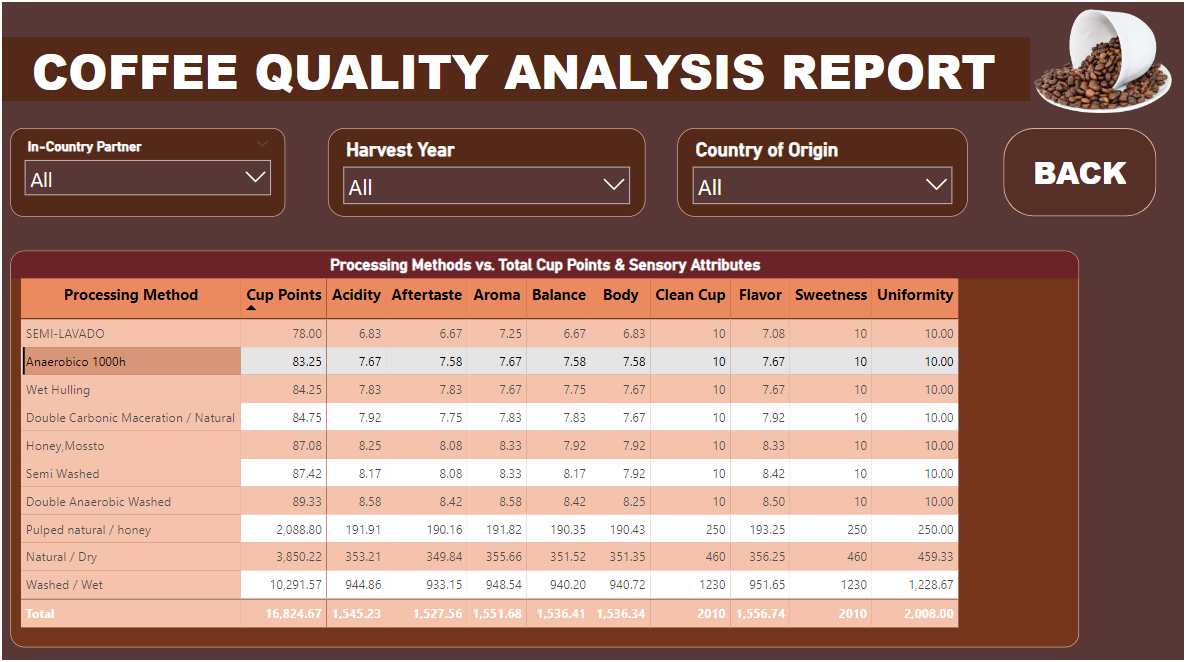 COFFEE QUALITY ANALYSIS REPORT
In-Country Partner
All
Harvest Year
All
Country of Origin
All
BACK
Processing Methods vs. Total Cup Points & Sensory Attributes
Processing Method Cup Points Acidity Aftertaste Aroma Balance Body Clean Cup Flavor Sweetness Uniformity
SEMI-LAVADO 78.00 6.83 6.67 7.25 6.67 6.83 10 7.08 10 10.00
Anaerobico 1000h 83.25 7.67 7.58 7.67 7.58 7.58 10 7.67 10 10.00
Wet Hulling 84.25 7.83 7.83 7.67 7.75 7.67 10 7.67 10 10.00
Double Carbonic Maceration / Natural 84.75 7.92 7.75 7.83 7.83 7.67 10 7.92 10 10.00
Honey,Mossto 87.08 8.25 8.08 8.33 7.92 7.92 10 8.33 10 10.00
Semi Washed 87.42 8.17 8.08 8.33 8.17 7.92 10 8.42 10 10.00
Double Anaerobic Washed 89.33 8.58 8.42 8.58 8.42 8.25 10 8.50 10 10.00
Pulped natural / honey 2,088.80 191.91 190.16 191.82 190.35 190.43 250 193.25 250 250.00
Natural / Dry 3,850.22 353.21 349.84 355.66 351.52 351.35 460 356.25 460 459.33
Washed / Wet 10,291.57 944.86 933.15 948.54 940.20 940.72 1230 951.65 1230 1,228.67
Total 16,824.67 1,545.23 1,527.56 1,551.68 1,536.41 1,536.34 2010 1,556.74 2010 2,008.00